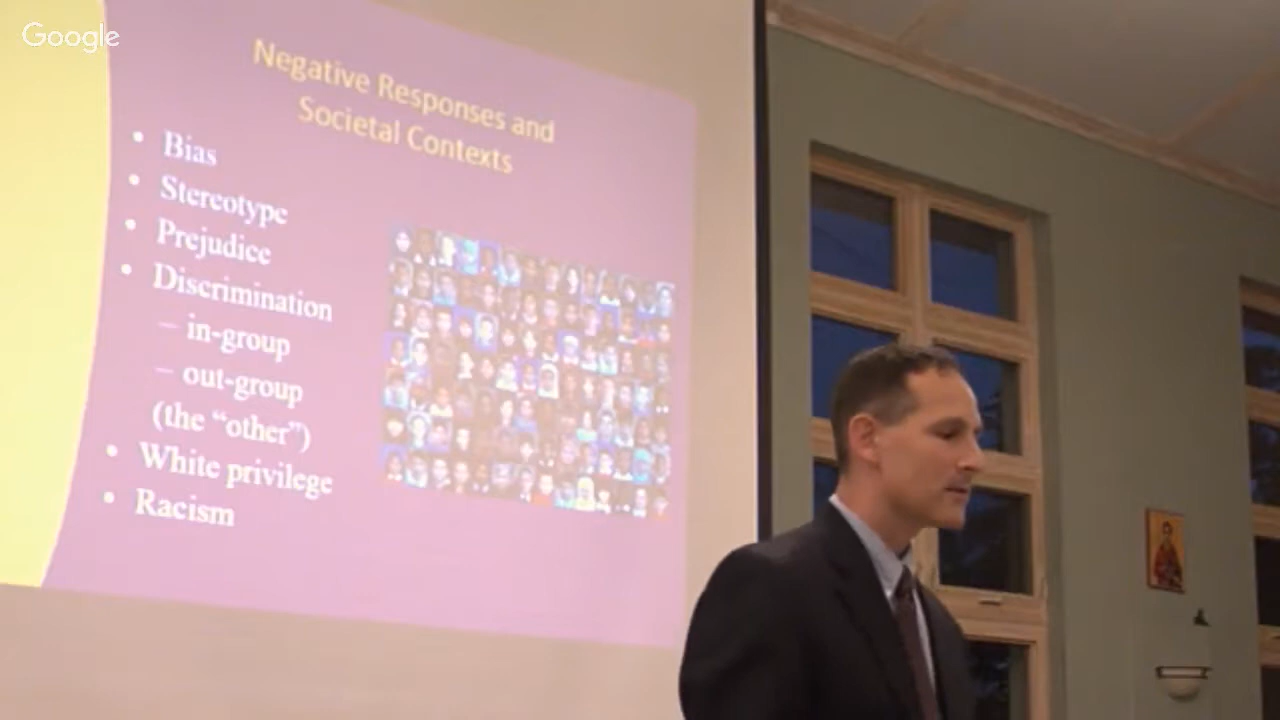 Google
Negative Responses and
Societal Contexts
• Bias
• Stereotype
• Prejudice
• Discrimination
– in-group
– out-group
(the “other”)
• White privilege
• Racism